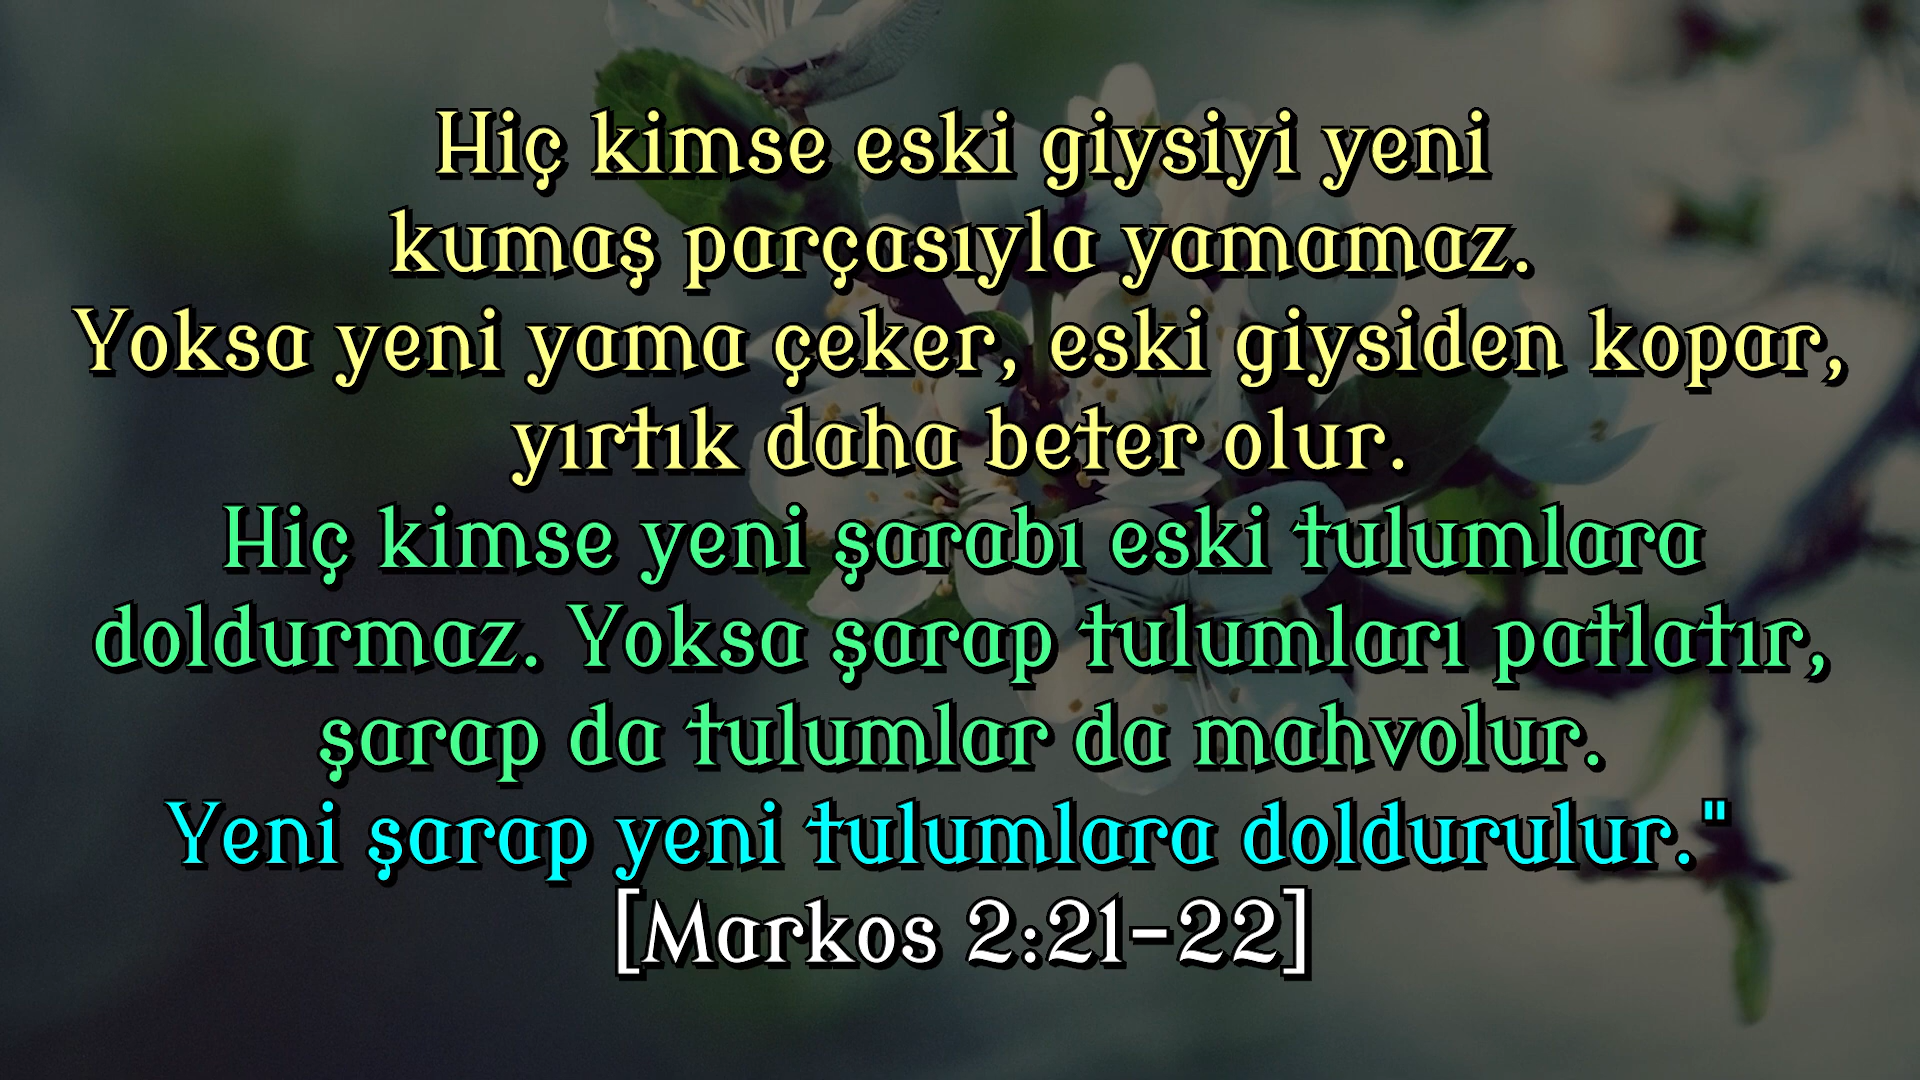 Hiç kimse eski giysiyi yeni
kumaş parçasıyla yamamaz.
Yoksa yeni yama çeker, eski giysiden kopar,
yırtık daha beter olur.
Hiç kimse yeni şarabı eski tulumlara
doldurmaz. Yoksa şarap tulumları patlatır,
şarap da tulumlar da mahvolur.
Yeni şarap yeni tulumlara doldurulur."
[Markos 2:21-22]